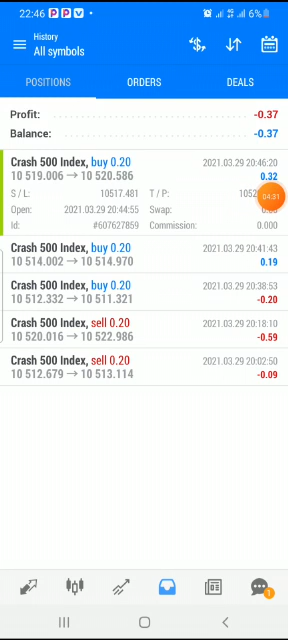 22:46 P P V • 6%
History
All symbols
POSITIONS ORDERS DEALS
Profit: -0.37
Balance: -0.37
Crash 500 Index, buy 0.20 2021.03.29 20:46:20
10 519.006 → 10 520.586 0.32
S / L: 10517.481 T / P: 1052
04:31
Open: 2021.03.29 20:44:55 Swap:
Id: #607627859 Commission: 0.000
Crash 500 Index, buy 0.20 2021.03.29 20:41:43
10 514.002 → 10 514.970 0.19
Crash 500 Index, buy 0.20 2021.03.29 20:38:53
10 512.332 → 10 511.321 -0.20
Crash 500 Index, sell 0.20 2021.03.29 20:18:10
10 520.016 → 10 522.986 -0.59
Crash 500 Index, sell 0.20 2021.03.29 20:02:50
10 512.679 → 10 513.114 -0.09
1